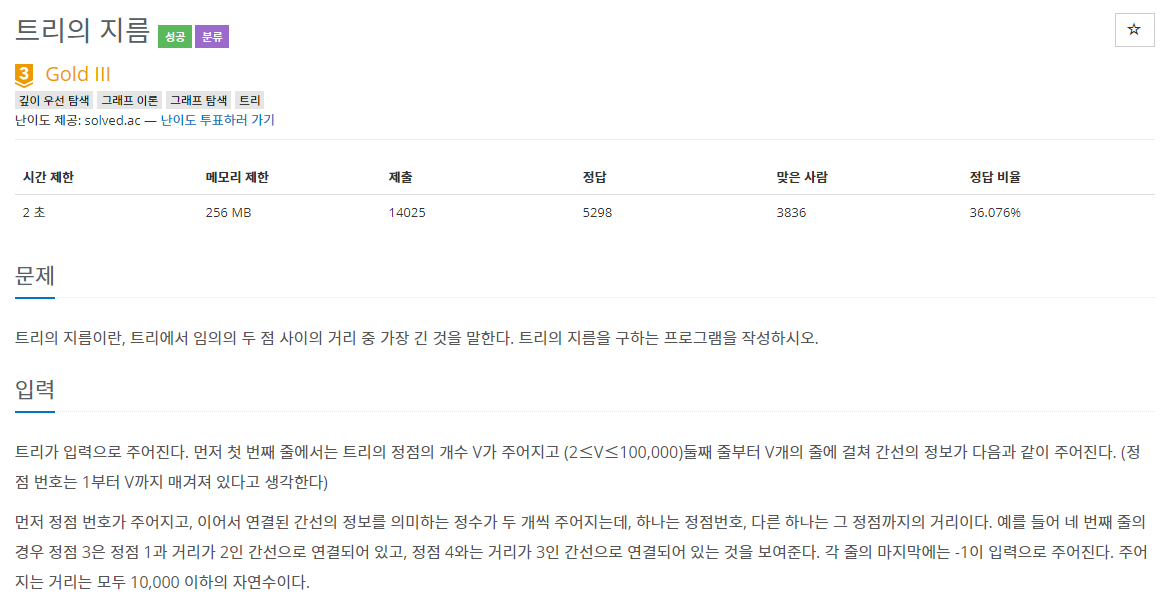 트리의 지름 성공 분류
☆
3 Gold III
깊이 우선 탐색 그래프 이론 그래프 탐색 트리
난이도 제공: solved.ac — 난이도 투표하러 가기
시간 제한 메모리 제한 제출 정답 맞은 사람 정답 비율
2 초 256 MB 14025 5298 3836 36.076%
문제
트리의 지름이란, 트리에서 임의의 두 점 사이의 거리 중 가장 긴 것을 말한다. 트리의 지름을 구하는 프로그램을 작성하시오.
입력
트리가 입력으로 주어진다. 먼저 첫 번째 줄에서는 트리의 정점의 개수 V가 주어지고 (2≤V≤100,000)둘째 줄부터 V개의 줄에 걸쳐 간선의 정보가 다음과 같이 주어진다. (정
점 번호는 1부터 V까지 매겨져 있다고 생각한다)
먼저 정점 번호가 주어지고, 이어서 연결된 간선의 정보를 의미하는 정수가 두 개씩 주어지는데, 하나는 정점번호, 다른 하나는 그 정점까지의 거리이다. 예를 들어 네 번째 줄의
경우 정점 3은 정점 1과 거리가 2인 간선으로 연결되어 있고, 정점 4와는 거리가 3인 간선으로 연결되어 있는 것을 보여준다. 각 줄의 마지막에는 -1이 입력으로 주어진다. 주어
지는 거리는 모두 10,000 이하의 자연수이다.